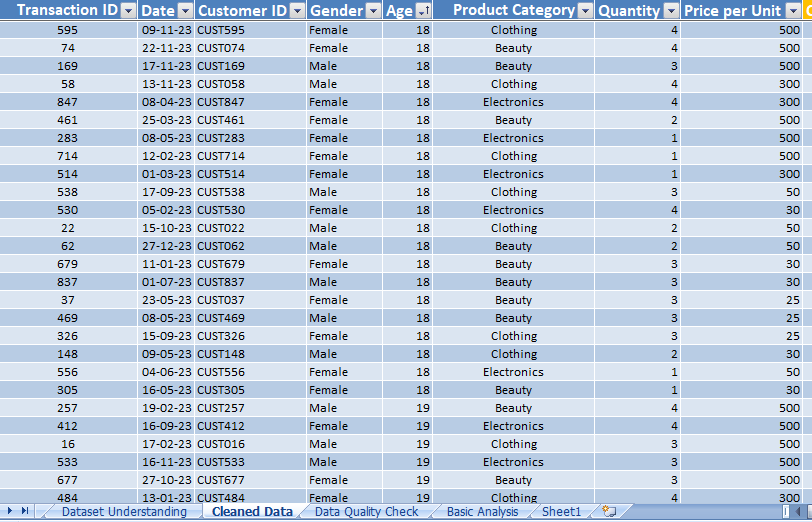 Transaction ID Date Customer ID Gender Age Product Category Quantity Price per Unit
595 09-11-23 CUST595 Female 18 Clothing 4 500
74 22-11-23 CUST074 Female 18 Beauty 4 500
169 17-11-23 CUST169 Male 18 Beauty 3 500
58 13-11-23 CUST058 Male 18 Clothing 4 300
847 08-04-23 CUST847 Female 18 Electronics 4 300
461 25-03-23 CUST461 Female 18 Beauty 2 500
283 08-05-23 CUST283 Female 18 Electronics 1 500
714 12-02-23 CUST714 Female 18 Clothing 1 500
514 01-03-23 CUST514 Female 18 Electronics 1 300
538 17-09-23 CUST538 Male 18 Clothing 3 50
530 05-02-23 CUST530 Female 18 Electronics 4 30
22 15-10-23 CUST022 Male 18 Clothing 2 50
62 27-12-23 CUST062 Male 18 Beauty 2 50
679 11-01-23 CUST679 Female 18 Beauty 3 30
837 01-07-23 CUST837 Male 18 Beauty 3 30
37 23-05-23 CUST037 Female 18 Beauty 3 25
469 08-05-23 CUST469 Male 18 Beauty 3 25
326 15-09-23 CUST326 Female 18 Clothing 3 25
148 09-05-23 CUST148 Male 18 Clothing 2 30
556 04-06-23 CUST556 Female 18 Electronics 1 50
305 16-05-23 CUST305 Female 18 Beauty 1 30
257 19-02-23 CUST257 Male 19 Beauty 4 500
412 16-09-23 CUST412 Female 19 Electronics 4 500
16 17-02-23 CUST016 Male 19 Clothing 3 500
533 16-11-23 CUST533 Male 19 Electronics 3 500
677 27-10-23 CUST677 Female 19 Beauty 3 500
484 13-01-23 CUST484 Female 19 Clothing 4 300
Dataset Understanding Cleaned Data Data Quality Check Basic Analysis Sheet1